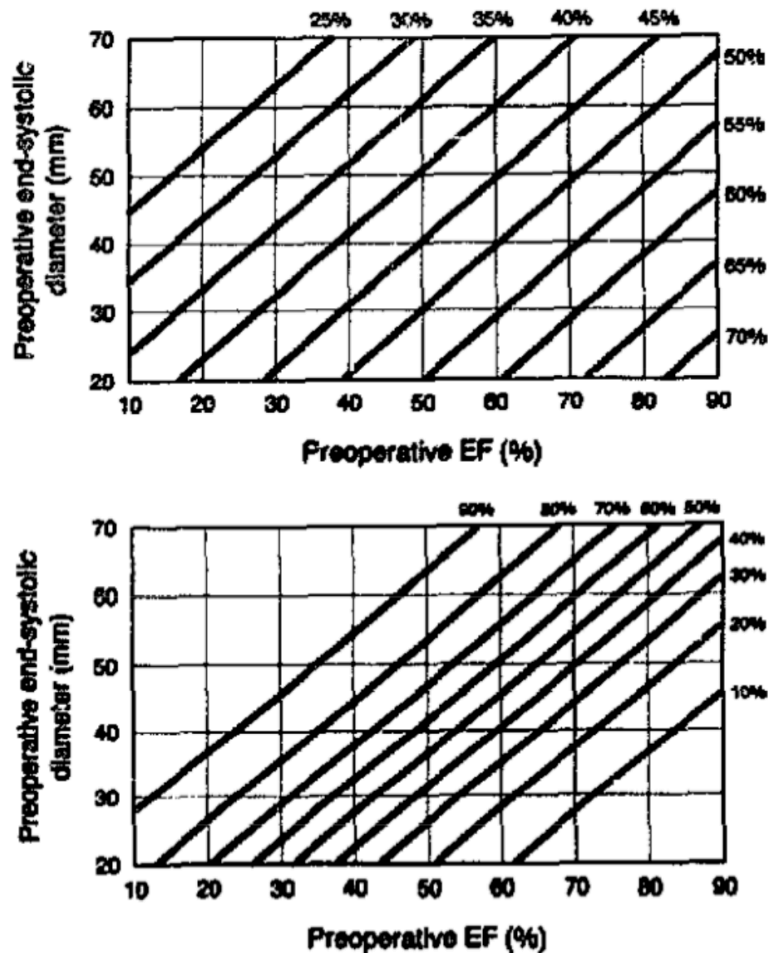 25% 30% 35% 40% 45%
70
50%
60
55%
50
60%
40
65%
30
70%
20
10 20 30 40 50 60 70 80 90
Preoperative end-systolic
diameter (mm)
Preoperative EF (%)
90% 80% 70% 60% 50%
70
40%
30%
60
20%
50
10%
40
30
20
10 20 30 40 50 60 70 80 90
Preoperative end-systolic
diameter (mm)
Preoperative EF (%)